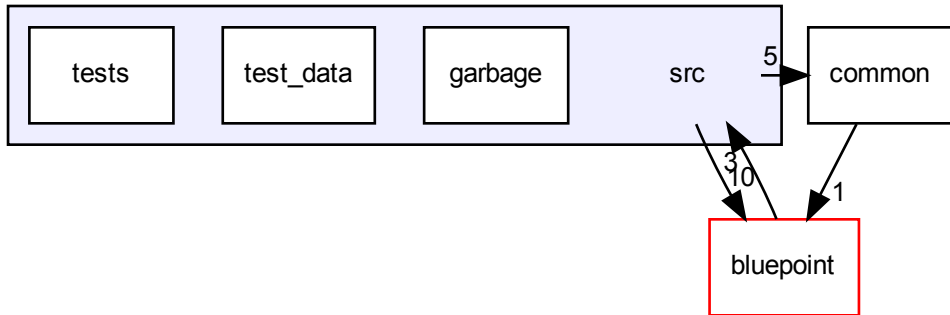 tests
test_data
garbage
src
5
common
3
10
1
bluepoint